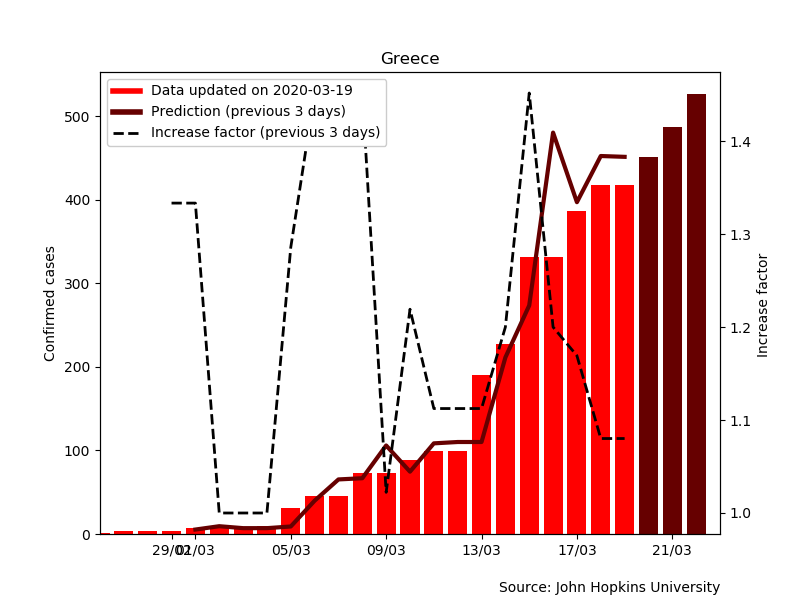 Greece
Data updated on 2020-03-19
Prediction (previous 3 days)
Increase factor (previous 3 days)
Confirmed cases
500
400
300
200
100
0
1.4
1.3
1.2
1.1
1.0
Increase factor
29/02 01/03 05/03 09/03 13/03 17/03 21/03
Source: John Hopkins University